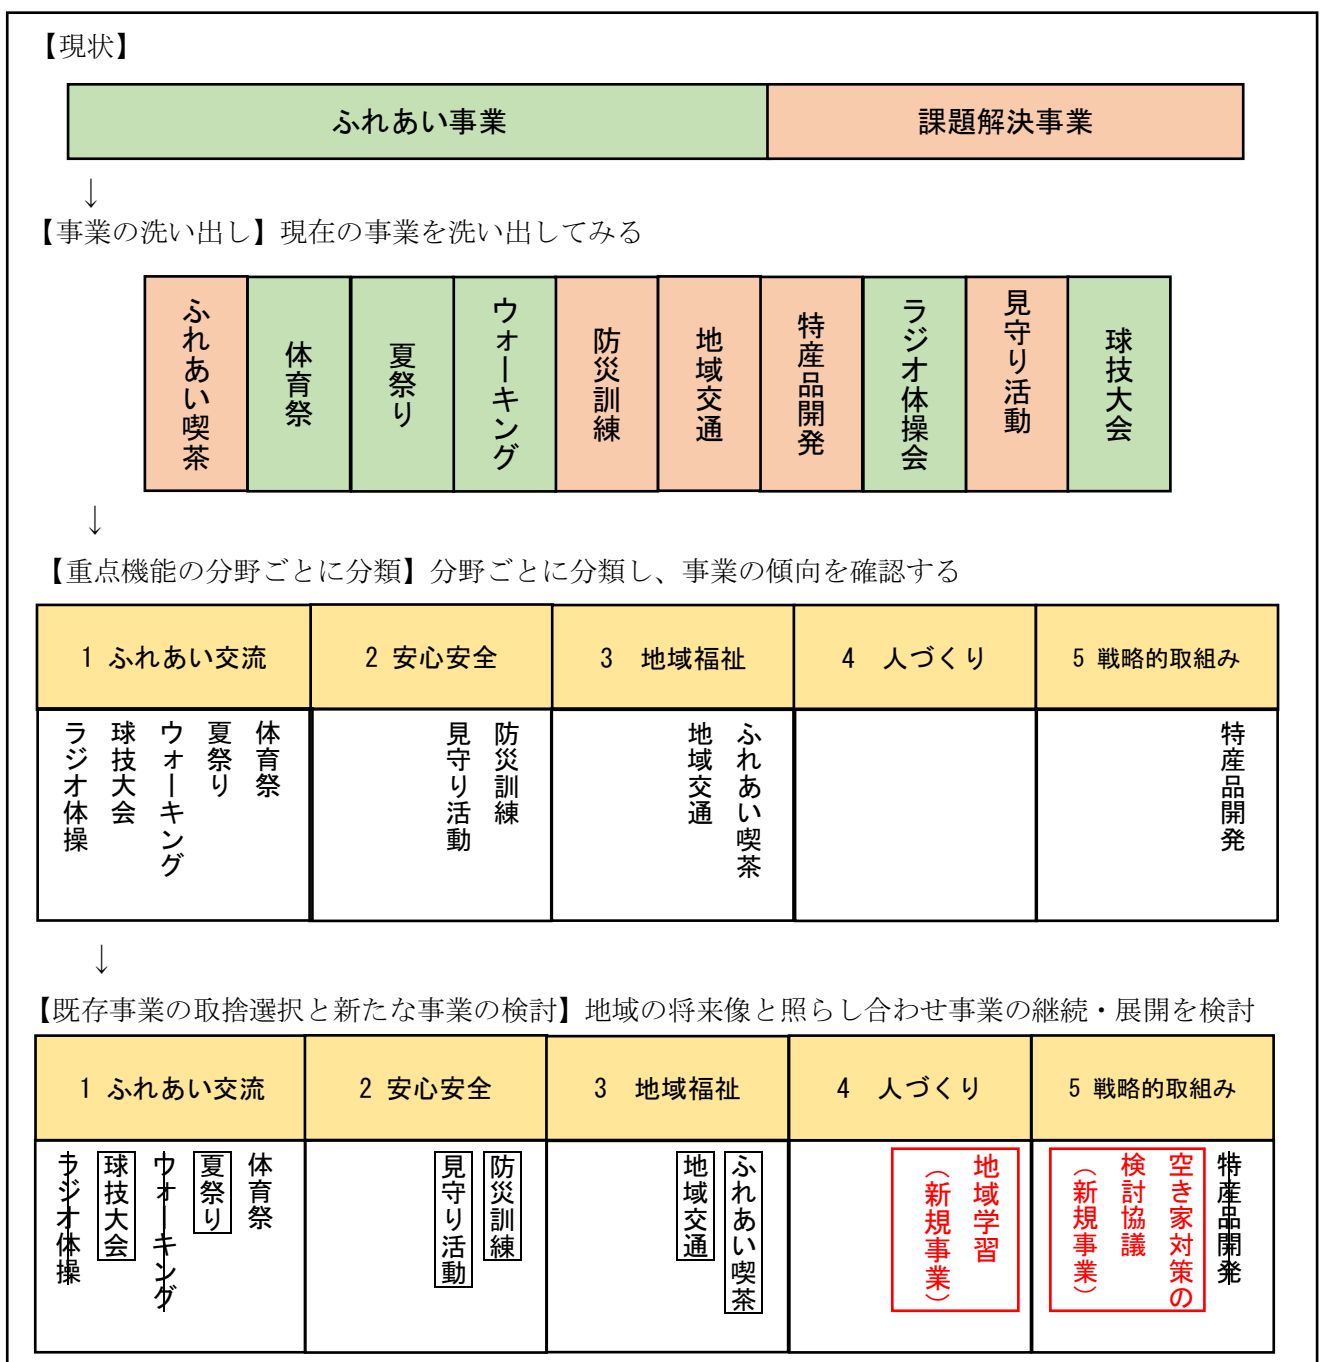 【現状】
ふれあい事業
課題解決事業
↓
【事業の洗い出し】現在の事業を洗い出してみる
ふれあい喫茶
体育祭
夏祭り
ウォーキング
防災訓練
地域交通
特産品開発
ラジオ体操会
見守り活動
球技大会
↓
【重点機能の分野ごとに分類】分野ごとに分類し、事業の傾向を確認する
1 ふれあい交流
2 安心安全
3 地域福祉
4 人づくり
5 戦略的取組み
体育祭
夏祭り
ウォーキング
球技大会
ラジオ体操
防災訓練
見守り活動
ふれあい喫茶
地域交通
特産品開発
↓
【既存事業の取捨選択と新たな事業の検討】地域の将来像と照らし合わせ事業の継続・展開を検討
1 ふれあい交流
2 安心安全
3 地域福祉
4 人づくり
5 戦略的取組み
体育祭
夏祭り
ウォーキング
球技大会
ラジオ体操
防災訓練
見守り活動
ふれあい喫茶
地域交通
地域学習
（新規事業）
特産品開発
空き家対策の
検討協議
（新規事業）